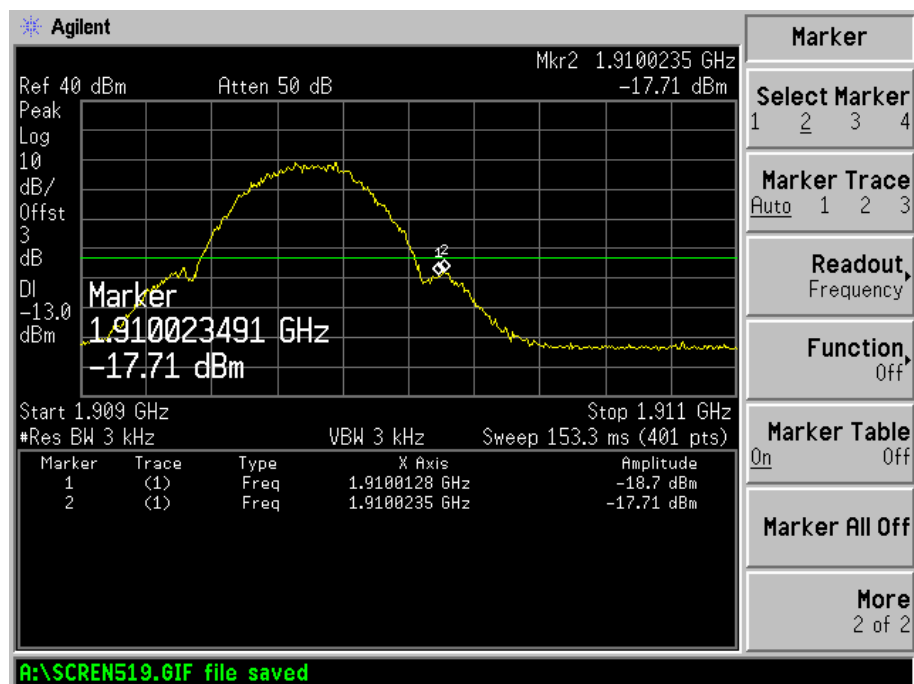 Agilent
Mkr2 1.9100235 GHz
Ref 40 dBm Atten 50 dB -17.71 dBm
Peak
Log
10
dB/
Offst
3
dB
DI
-13.0
dBm
1 2
Marker
1.910023491 GHz
-17.71 dBm
Start 1.909 GHz Stop 1.911 GHz
#Res BW 3 kHz VBW 3 kHz Sweep 153.3 ms (401 pts)
Marker Trace Type X Axis Amplitude
1 (1) Freq 1.9100128 GHz -18.7 dBm
2 (1) Freq 1.9100235 GHz -17.71 dBm
A:\SCREN519.GIF file saved
Marker
Select Marker
1 2 3 4
Marker Trace
Auto 1 2 3
Readout
Frequency
Function
Off
Marker Table
On Off
Marker All Off
More
2 of 2